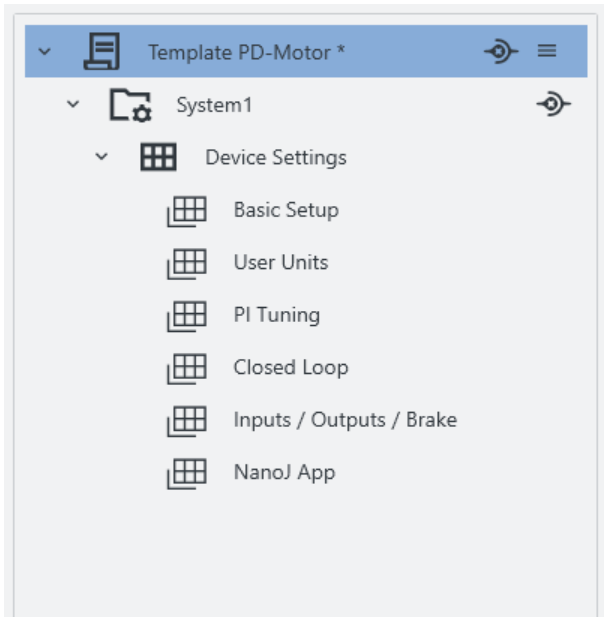 Template PD-Motor *
System1
Device Settings
Basic Setup
User Units
PI Tuning
Closed Loop
Inputs / Outputs / Brake
NanoJ App